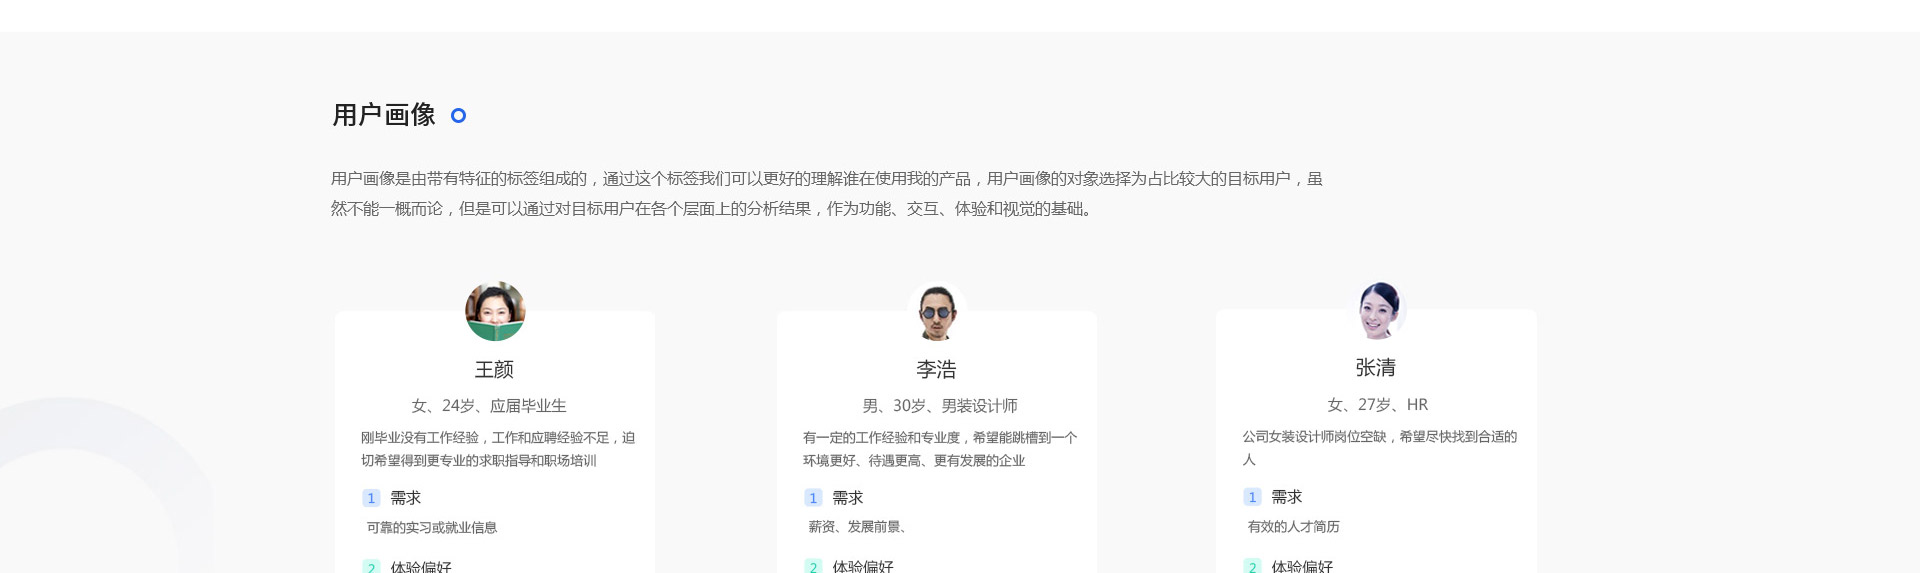 用户画像
用户画像是由带有特征的标签组成的，通过这个标签我们可以更好的理解谁在使用我的产品，用户画像的对象选择为占比较大的目标用户，虽
然不能一概而论，但是可以通过对目标用户在各个层面上的分析结果，作为功能、交互、体验和视觉的基础。
王颜
女、24岁、应届毕业生
刚毕业没有工作经验，工作和应聘经验不足，迫
切希望得到更专业的求职指导和职场培训
1 需求
可靠的实习或就业信息
2 体验偏好
李浩
男、30岁、男装设计师
有一定的工作经验和专业度，希望能跳槽到一个
环境更好、待遇更高、更有发展的企业
1 需求
薪资、发展前景、
2 体验偏好
张清
女、27岁、HR
公司女装设计师岗位空缺，希望尽快找到合适的
人
1 需求
有效的人才简历
2 体验偏好